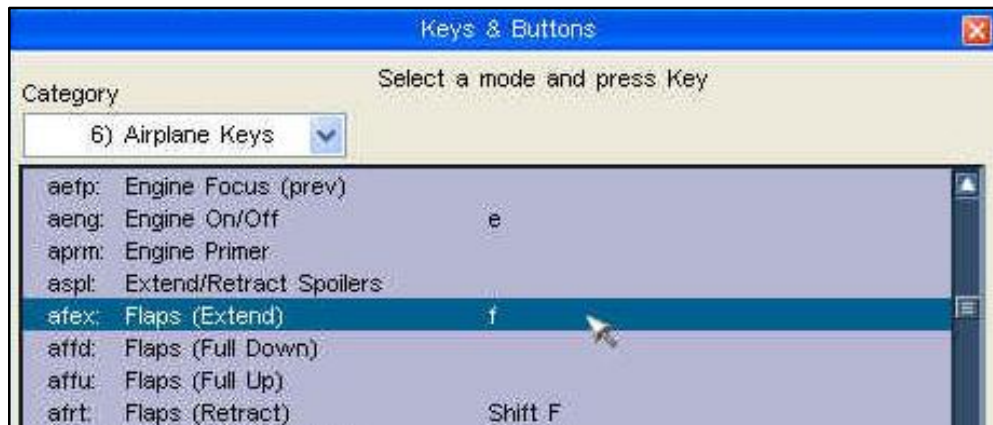 Keys & Buttons
Select a mode and press Key
Category
6) Airplane Keys
aefp: Engine Focus (prev)
aeng: Engine On/Off e
aprm: Engine Primer
aspl: Extend/Retract Spoilers
afex: Flaps (Extend) f
affd: Flaps (Full Down)
affu: Flaps (Full Up)
afrt: Flaps (Retract) Shift F